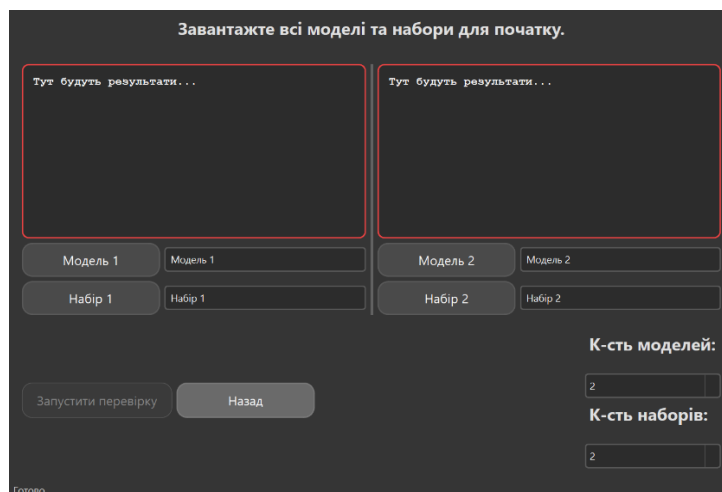 Завантажте всі моделі та набори для початку.
Тут будуть результати...
Тут будуть результати...
Модель 1
Модель 1
Модель 2
Модель 2
Набір 1
Набір 1
Набір 2
Набір 2
К-сть моделей:
2
Запустити перевірку
Назад
К-сть наборів:
2
Готово